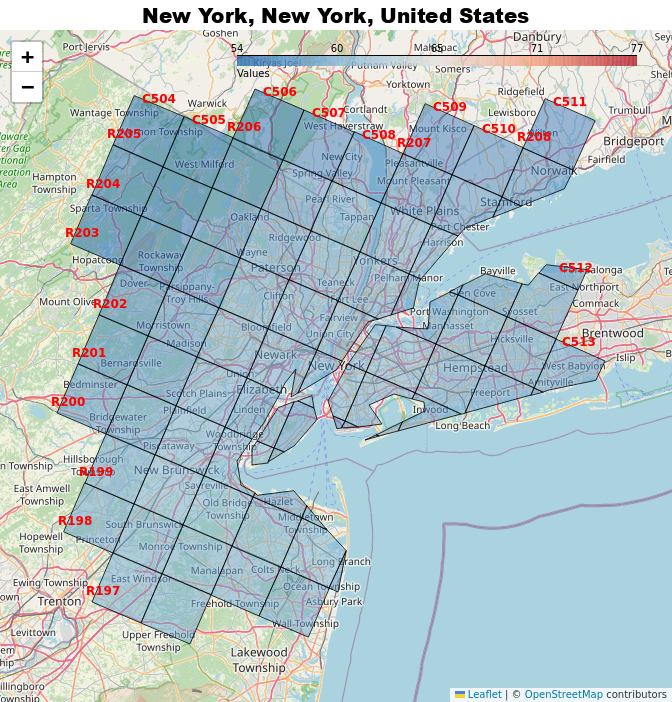 New York, New York, United States
Goshen
Danbury
Port Jervis
54 60 65 71 77
Mahopac
Kiryas Joel
Putnam Valley
Somers
Values
Yorktown
Ridgefield
+
−
C504
C506
C511
Wantage Township
Warwick
C507
Cortlandt
C509
Lewisboro
Trumbull
C505
R206
West Haverstraw
Mount Kisco
C510
Wilton
R205
Vernon Township
C508
R207
R208
Bridgeport
New City
Fairfield
West Milford
Spring Valley
Pleasantville
Norwalk
Hampton
Township
R204
Mount Pleasant
Pearl River
Stamford
Sparta Township
Oakland
Tappan
White Plains
R203
Port Chester
Ridgewood
Harrison
Hopatcong
Rockaway
Township
Wayne
Paterson
Yonkers
Bayville
C512
Dover
Parsippany-
Troy Hills
Teaneck
Pelham Manor
East Northport
Commack
Mount Olive
R202
Clifton
Fort Lee
Glen Cove
Port Washington
Syosset
Morristown
Bloomfield
Fairview
Union City
Manhasset
Brentwood
Madison
Hicksville
C513
R201
Newark
Islip
Bernardsville
New York
Hempstead
West Babylon
Union
Bedminster
Elizabeth
Amityville
Scotch Plains
Freeport
R200
Plainfield
Linden
Inwood
Bridgewater
Township
Long Beach
Woodbridge
Township
Piscataway
Hillsborough
Township
R199
New Brunswick
East Amwell
Township
Sayreville
Old Bridge
Township
Hazlet
R198
South Brunswick
Middletown
Township
Hopewell
Township
Princeton
Monroe Township
Long Branch
Ewing Township
East Windsor
Manalapan
Colts Neck
R197
Ocean Township
Trenton
Freehold Township
Asbury Park
Levittown
Upper Freehold
Township
Wall Township
Lakewood
Township
Leaflet | © OpenStreetMap contributors